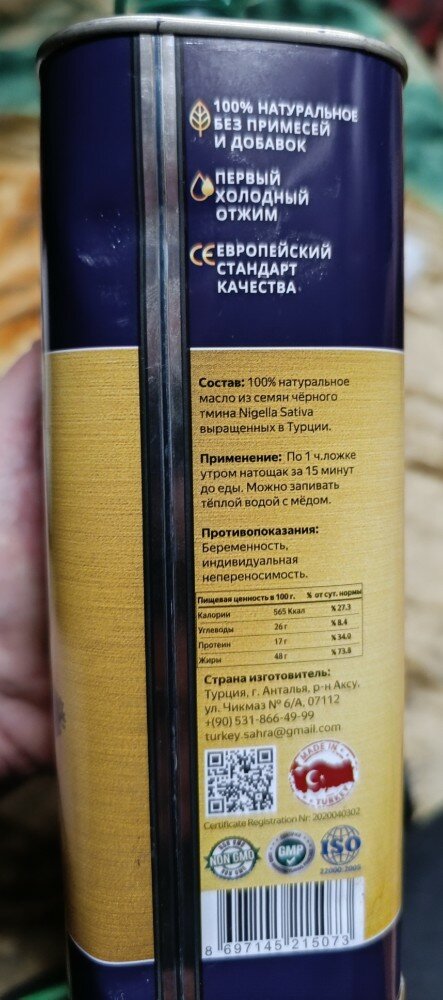 100% НАТУРАЛЬНОЕ
БЕЗ ПРИМЕСЕЙ
И ДОБАВОК
ПЕРВЫЙ
ХОЛОДНЫЙ
ОТЖИМ
CE ЕВРОПЕЙСКИЙ
СТАНДАРТ
КАЧЕСТВА
Состав: 100% натуральное
масло из семян чёрного
тмина Nigella Sativa
выращенных в Турции.
Применение: По 1 ч.ложке
утром натощак за 15 минут
до еды. Можно запивать
тёплой водой с мёдом.
Противопоказания:
Беременность,
индивидуальная
непереносимость.
Пищевая ценность в 100 г. % от сут. нормы
Калории 565 Ккал % 27.3
Углеводы 26 г % 8.4
Протеин 17 г % 34.0
Жиры 48 г % 73.8
Страна изготовитель:
Турция, г. Анталья, р-н Аксу.
ул. Чикмаз № 6/А, 07112
+(90) 531-866-49-99
turkey.sahra@gmail.com
MADE IN
TURKEY
Certificate Registration Nr: 2020040302
NON GMO
GMP
ISO
22000:2005
8 697145 215073